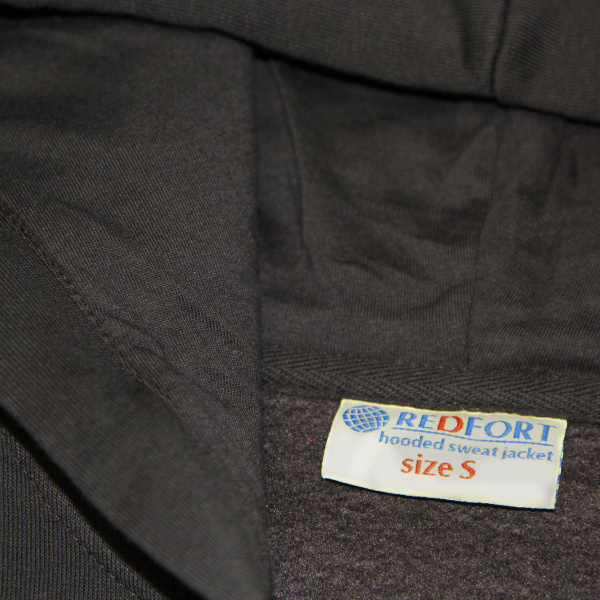 REDFORT
hooded sweat jacket
size S